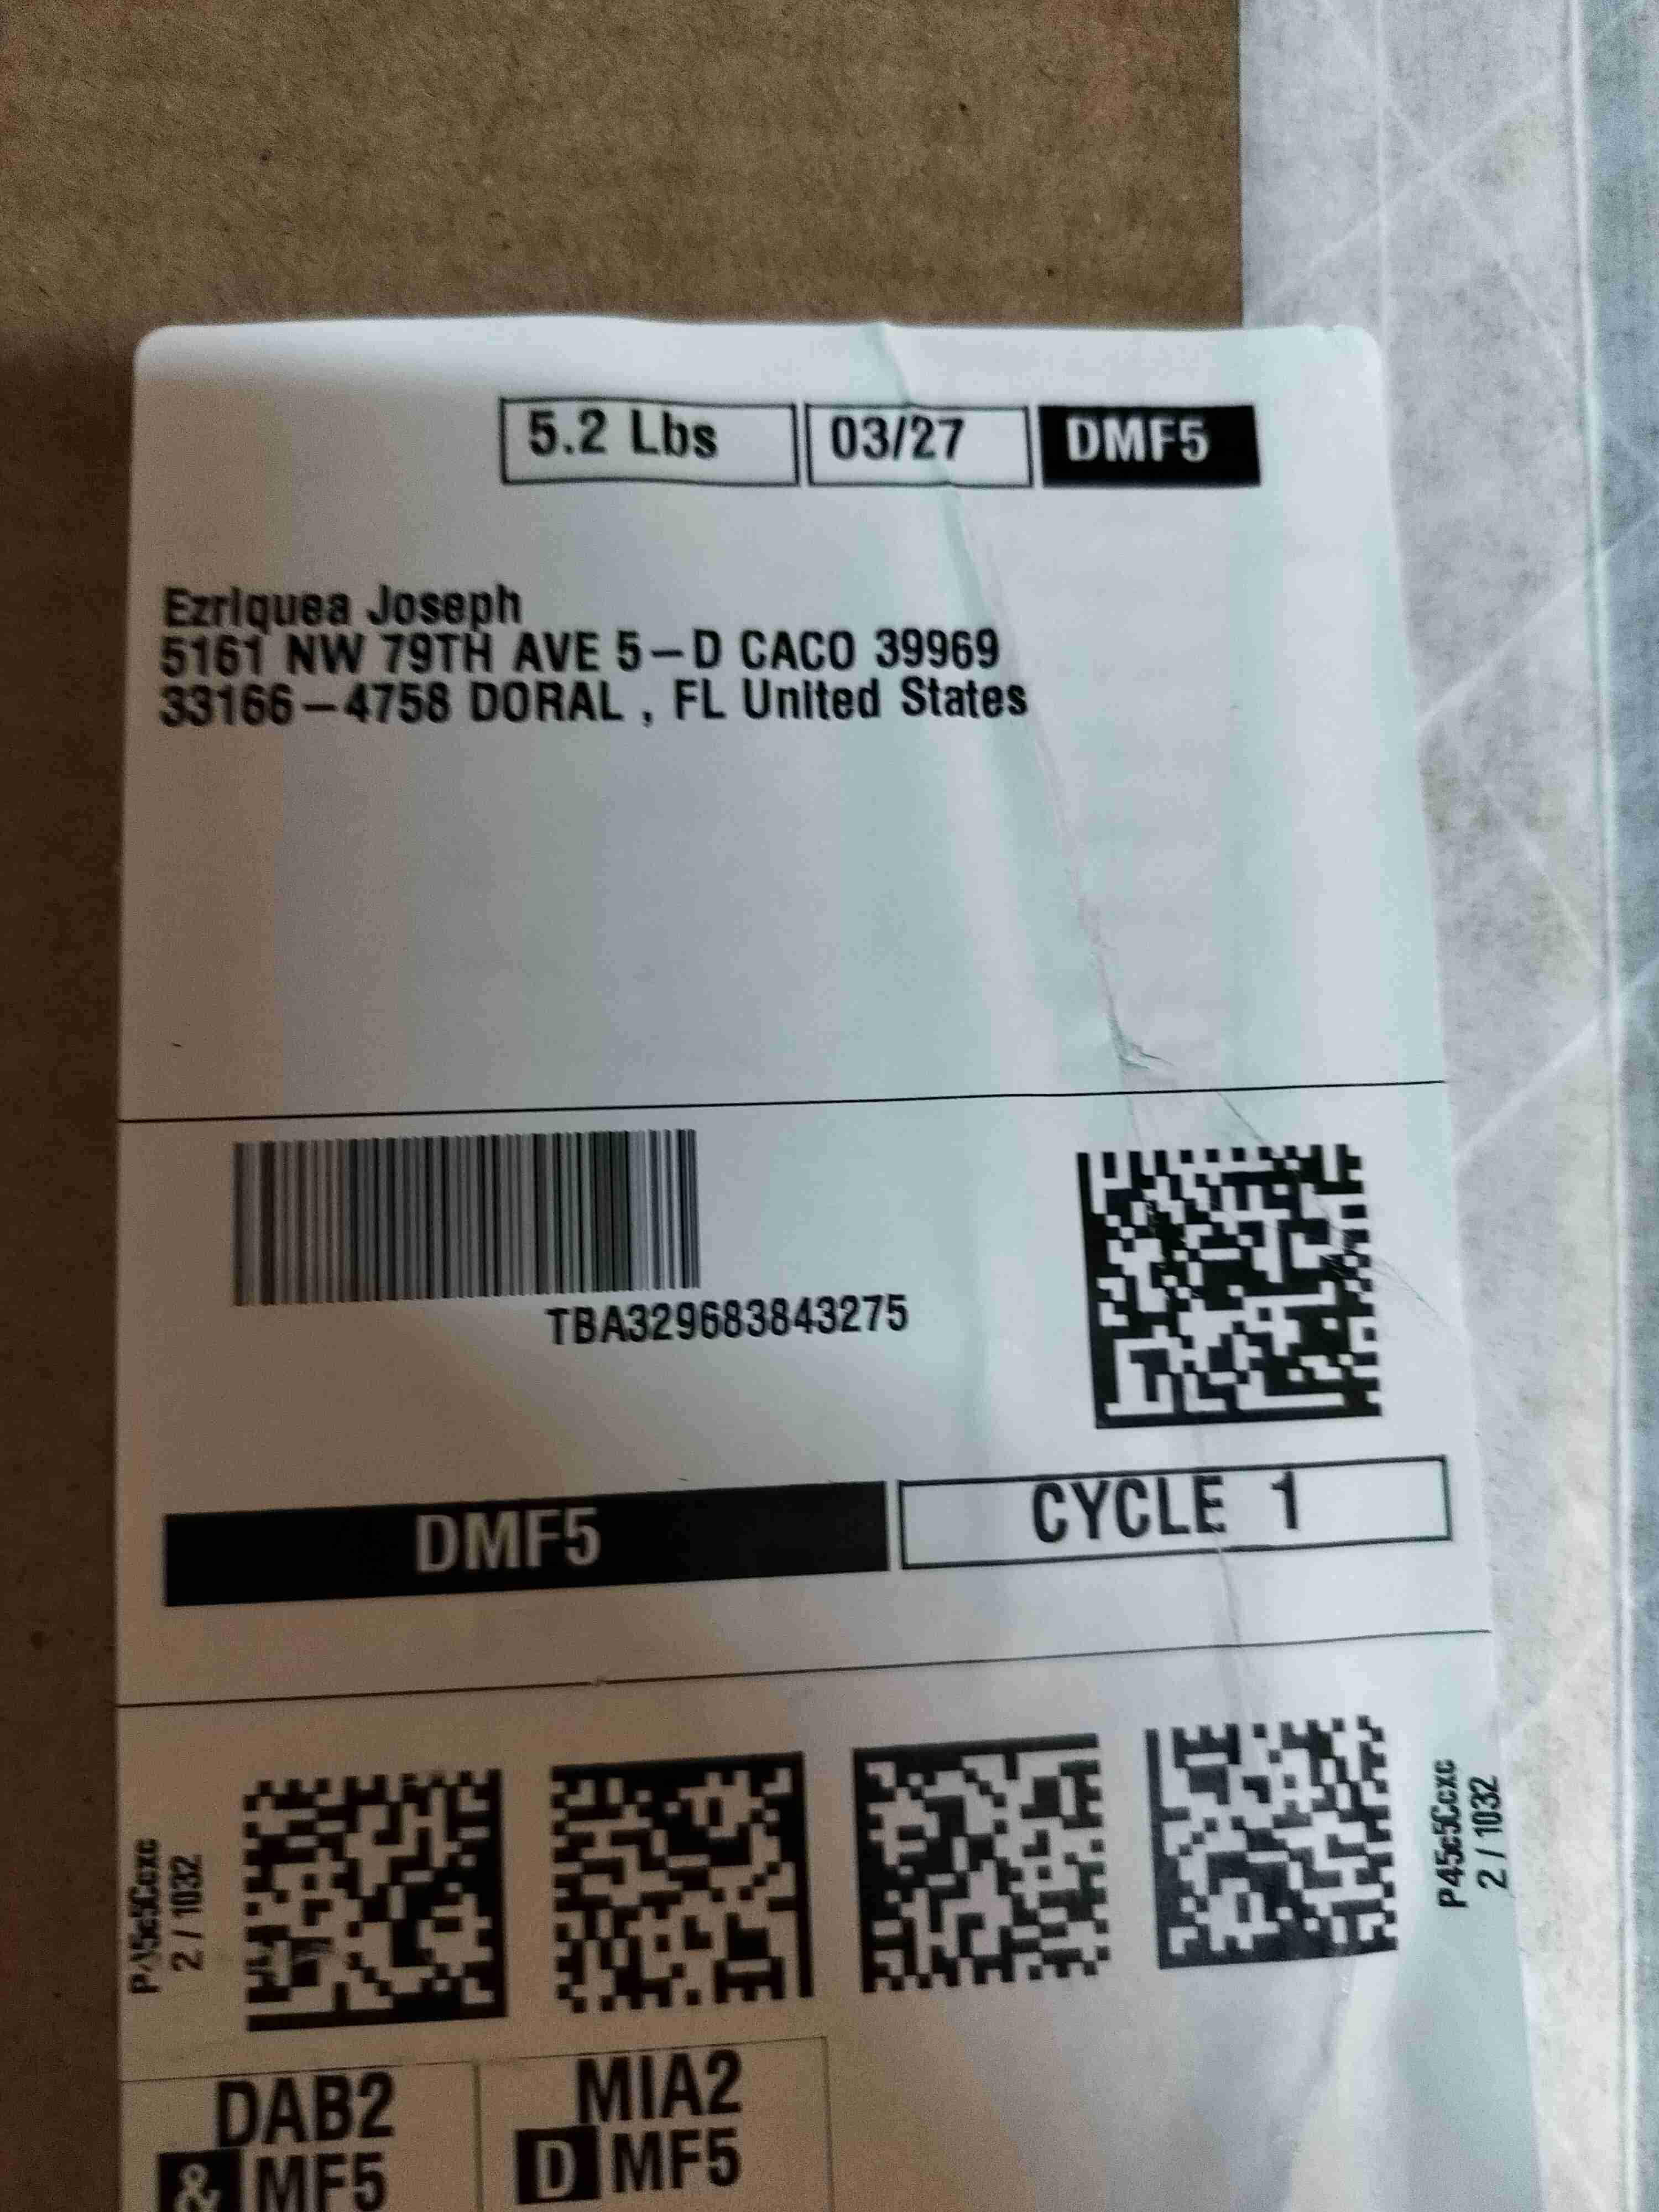 5.2 Lbs 03/27 DMF5
Ezriquea Joseph
5161 NW 79TH AVE 5-D CACO 39969
33166-4758 DORAL , FL United States
TBA329683843275
DMF5 CYCLE 1
P45c5Ccxc
2 / 1032
P45c5Ccxc
2 / 1032
DAB2
& MF5
MIA2
D MF5